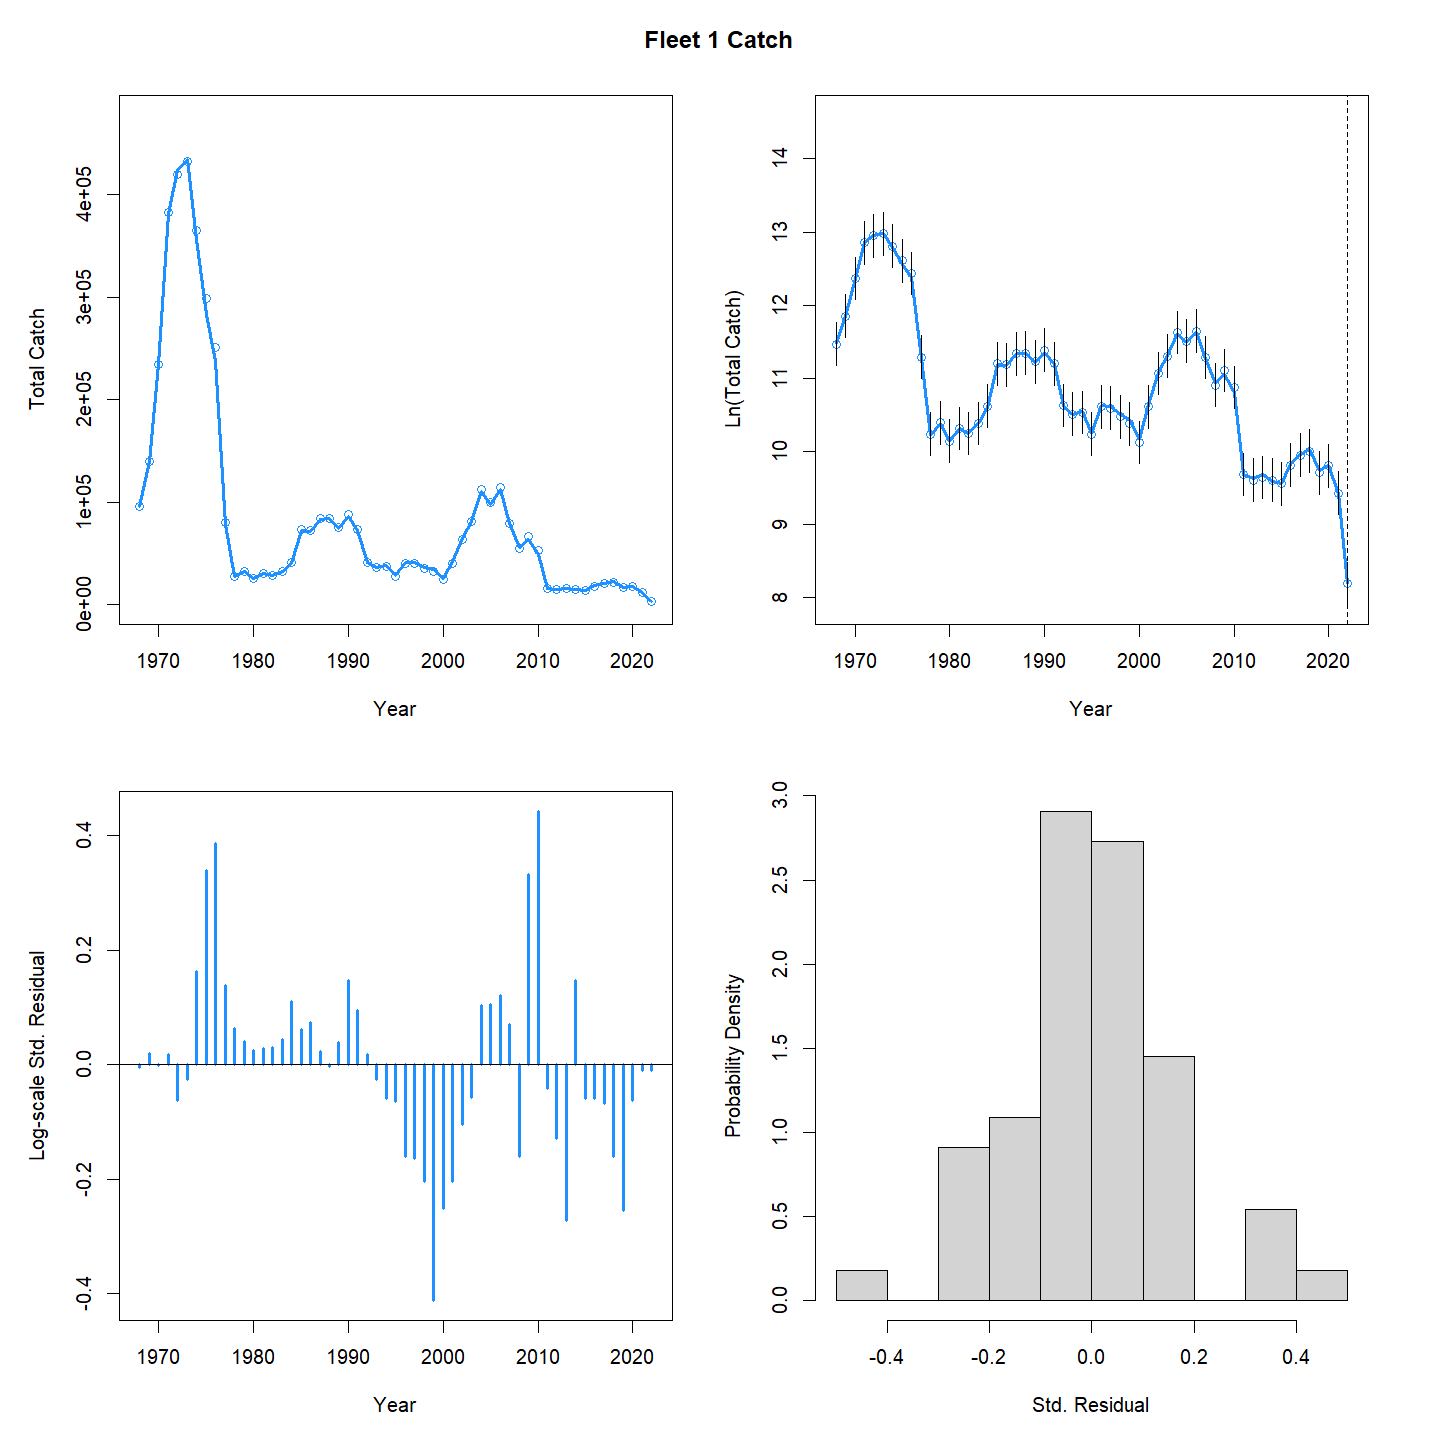 Fleet 1 Catch
Total Catch
0e+00 1e+05 2e+05 3e+05 4e+05
1970 1980 1990 2000 2010 2020
Year
Ln(Total Catch)
8 9 10 11 12 13 14
1970 1980 1990 2000 2010 2020
Year
Log-scale Std. Residual
-0.4 -0.2 0.0 0.2 0.4
1970 1980 1990 2000 2010 2020
Year
Probability Density
0.0 0.5 1.0 1.5 2.0 2.5 3.0
-0.4 -0.2 0.0 0.2 0.4
Std. Residual